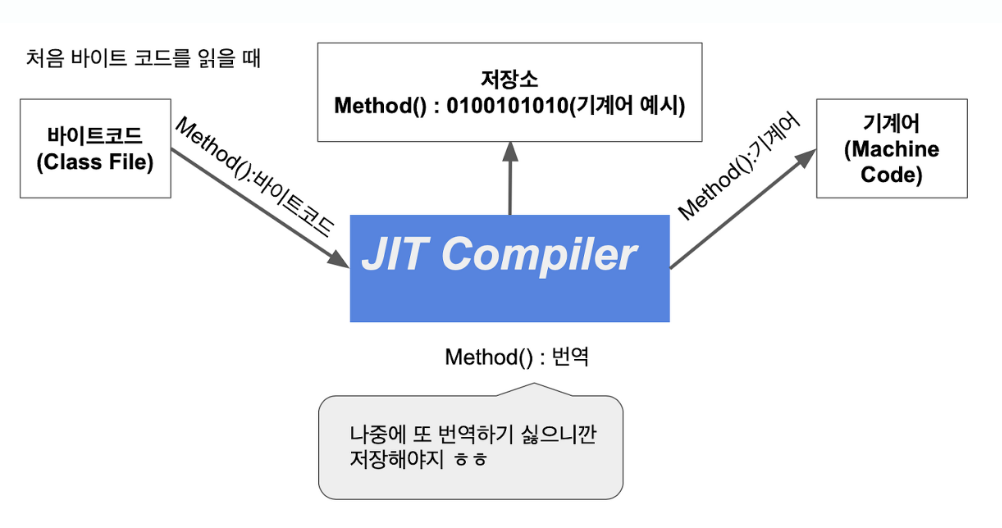 처음 바이트 코드를 읽을 때
저장소
Method() : 0100101010(기계어 예시)
바이트코드
(Class File)
Method():바이트코드
JIT Compiler
Method():기계어
기계어
(Machine
Code)
Method() : 번역
나중에 또 번역하기 싫으니깐
저장해야지 ㅎㅎ